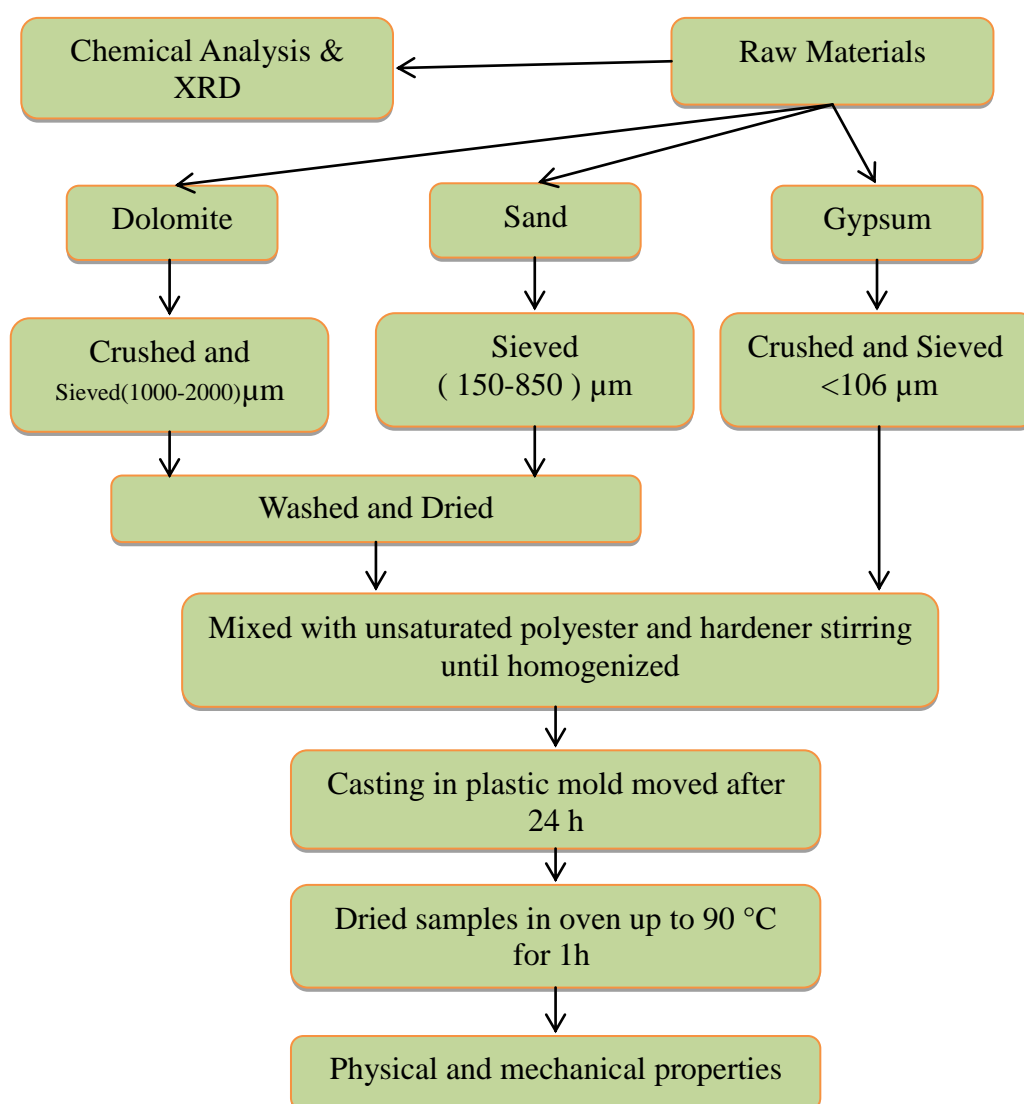 Chemical Analysis &
XRD
Raw Materials
Dolomite
Sand
Gypsum
Crushed and
Sieved(1000-2000)µm
Sieved
( 150-850 ) µm
Crushed and Sieved
<106 µm
Washed and Dried
Mixed with unsaturated polyester and hardener stirring
until homogenized
Casting in plastic mold moved after
24 h
Dried samples in oven up to 90 °C
for 1h
Physical and mechanical properties